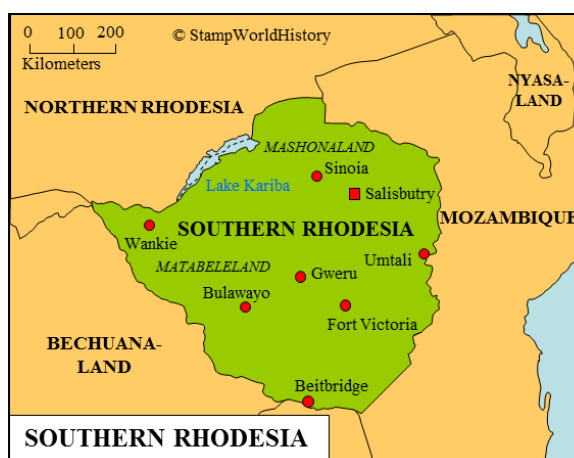 0 100 200
Kilometers
© StampWorldHistory
NYASA-
LAND
NORTHERN RHODESIA
MASHONALAND
Sinoia
Lake Kariba
Salisbutry
SOUTHERN RHODESIA
MOZAMBIQUE
Wankie
Umtali
MATABELELAND
Gweru
Bulawayo
Fort Victoria
BECHUANA-
LAND
Beitbridge
SOUTHERN RHODESIA